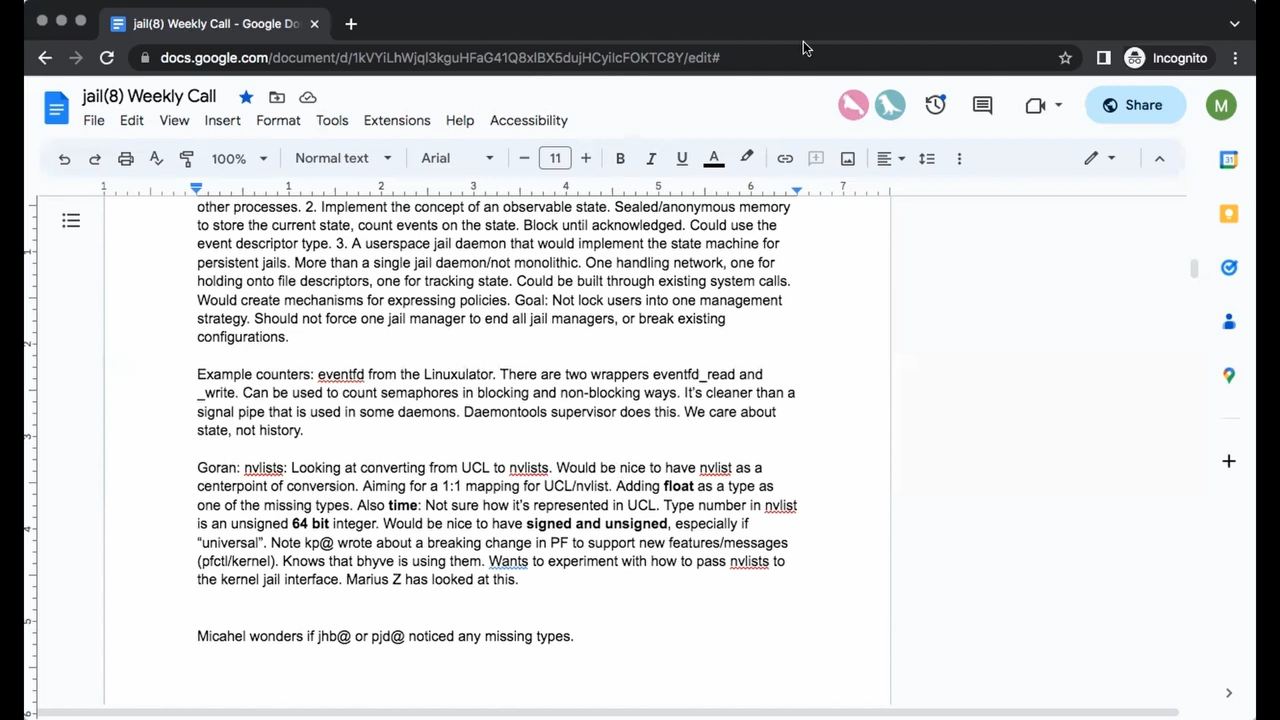 jail(8) Weekly Call - Google Do
docs.google.com/document/d/1kVYiLhWjql3kguHFaG41Q8xlBX5dujHCyilcFOKTC8Y/edit#
Incognito
jail(8) Weekly Call
File Edit View Insert Format Tools Extensions Help Accessibility
Share
M
100% Normal text Arial 11 B I U A
31
1 1 2 3 4 5 6 7
other processes. 2. Implement the concept of an observable state. Sealed/anonymous memory
to store the current state, count events on the state. Block until acknowledged. Could use the
event descriptor type. 3. A userspace jail daemon that would implement the state machine for
persistent jails. More than a single jail daemon/not monolithic. One handling network, one for
holding onto file descriptors, one for tracking state. Could be built through existing system calls.
Would create mechanisms for expressing policies. Goal: Not lock users into one management
strategy. Should not force one jail manager to end all jail managers, or break existing
configurations.
Example counters: eventfd from the Linuxulator. There are two wrappers eventfd_read and
_write. Can be used to count semaphores in blocking and non-blocking ways. It's cleaner than a
signal pipe that is used in some daemons. Daemontools supervisor does this. We care about
state, not history.
Goran: nvlists: Looking at converting from UCL to nvlists. Would be nice to have nvlist as a
centerpoint of conversion. Aiming for a 1:1 mapping for UCL/nvlist. Adding float as a type as
one of the missing types. Also time: Not sure how it's represented in UCL. Type number in nvlist
is an unsigned 64 bit integer. Would be nice to have signed and unsigned, especially if
“universal”. Note kp@ wrote about a breaking change in PF to support new features/messages
(pfctl/kernel). Knows that bhyve is using them. Wants to experiment with how to pass nvlists to
the kernel jail interface. Marius Z has looked at this.
Micahel wonders if jhb@ or pjd@ noticed any missing types.